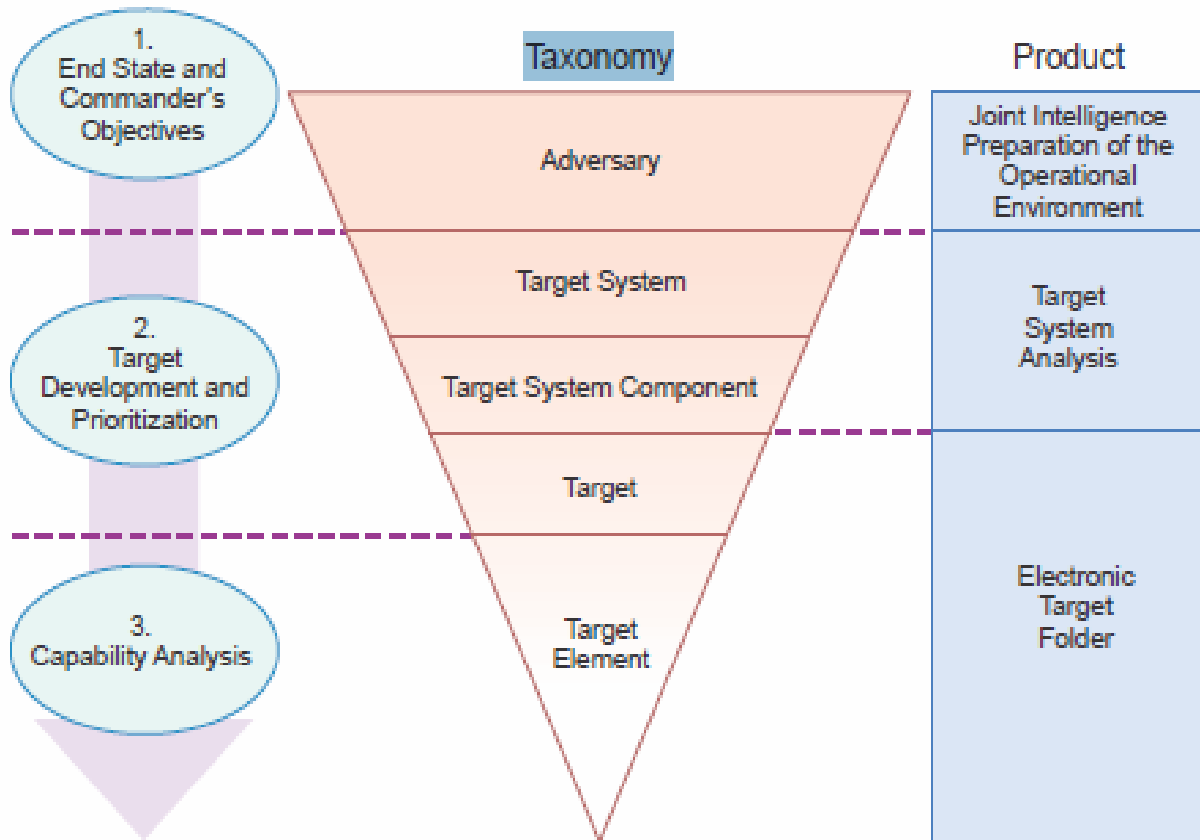 1.
End State and
Commander's
Objectives
Taxonomy
Product
Adversary
Joint Intelligence
Preparation of the
Operational
Environment
Target System
Target System Component
2.
Target
Development and
Prioritization
Target
System
Analysis
Target
3.
Capability Analysis
Target
Element
Electronic
Target
Folder